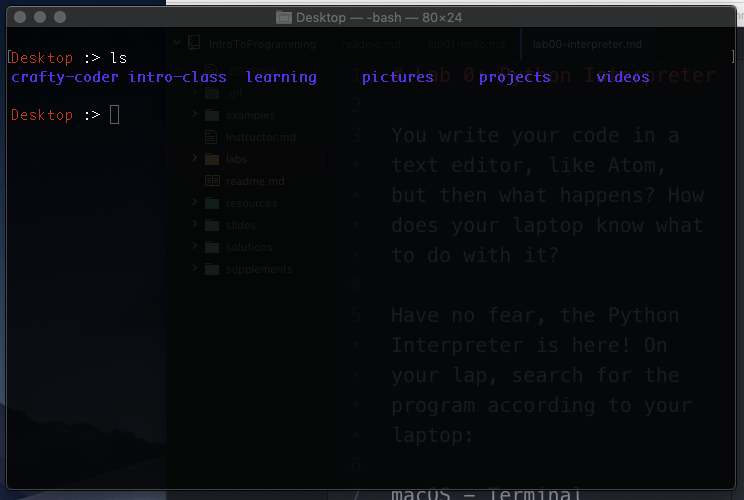 Desktop — -bash — 80×24
Desktop :> ls
crafty-coder intro-class learning pictures projects videos
Desktop :>
IntroToProgramming
.git
examples
Instructor.md
labs
readme.md
resources
slides
solutions
supplements
readme.md lab00-interpreter.md
1 # Lab 0: Python Interpreter
2
3 You write your code in a
text editor, like Atom,
but then what happens? How
does your laptop know what
to do with it?
4
5 Have no fear, the Python
Interpreter is here! On
your lap, search for the
program according to your
laptop:
6
7 macOS - Terminal